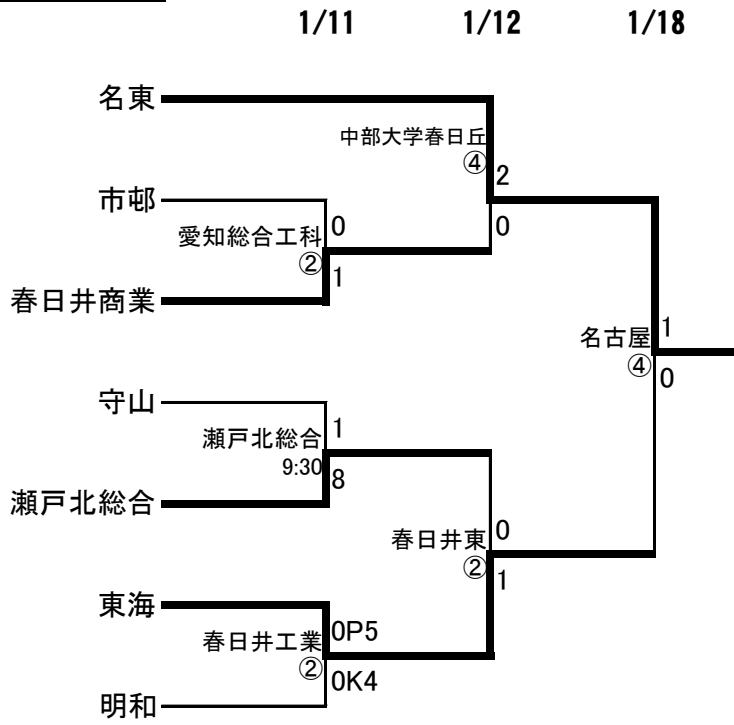 1/11 1/12 1/18
名東
中部大学春日丘
④ 2
市邨
0 0
愛知総合工科
② 1
春日井商業
名古屋 1
④ 0
守山
1
瀬戸北総合
9:30 8
瀬戸北総合
0
春日井東
② 1
東海
春日井工業 0P5
② 0K4
明和